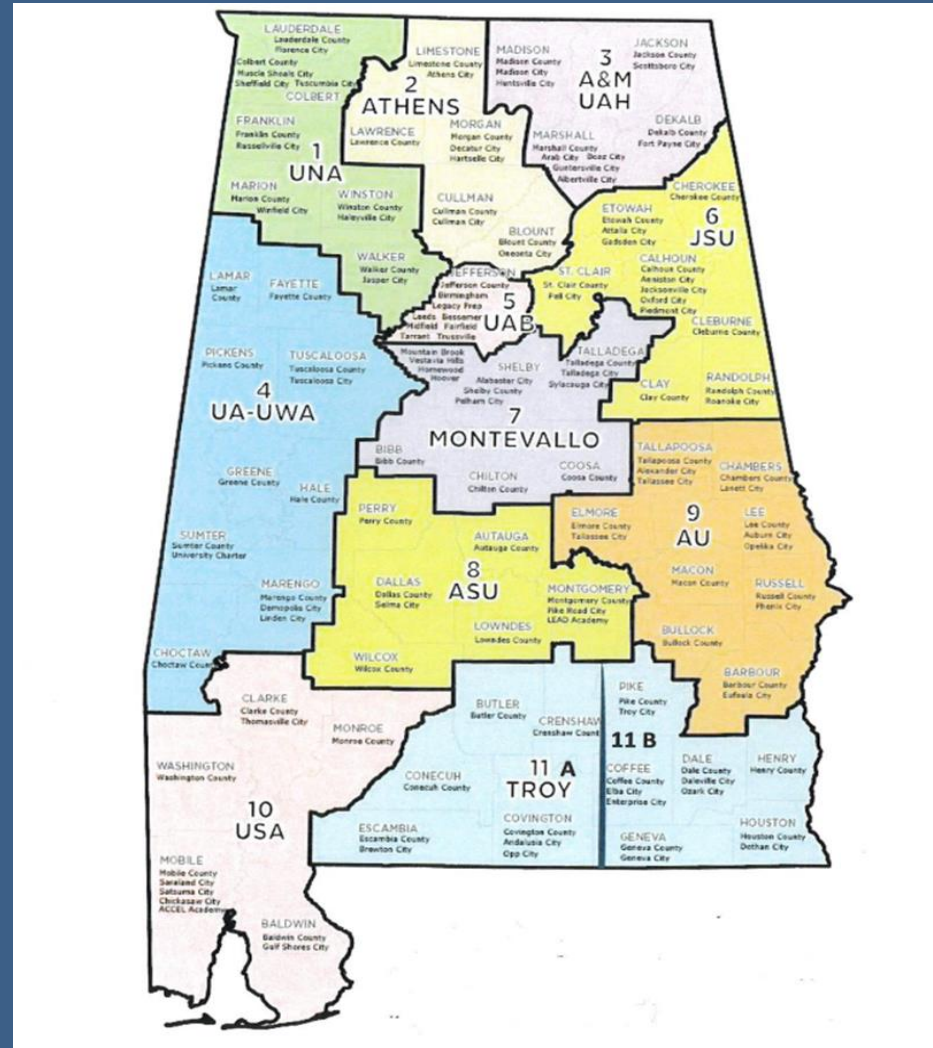 LAUDERDALE
Lauderdale County
Florence City
Colbert County
Muscle Shoals City
Sheffield City Tuscumbia City
COLBERT
FRANKLIN
Franklin County
Russellville City
1
UNA
MARION
Marion County
Winfield City
WINSTON
Winston County
Haleyville City
WALKER
Walker County
Jasper City
LIMESTONE
Limestone County
Athens City
2
ATHENS
LAWRENCE
Lawrence County
MORGAN
Morgan County
Decatur City
Hartselle City
CULLMAN
Cullman County
Cullman City
BLOUNT
Blount County
Oneonta City
MADISON
Madison County
Madison City
Huntsville City
3
A&M
UAH
JACKSON
Jackson County
Scottsboro City
DEKALB
Dekalb County
Fort Payne City
MARSHALL
Marshall County
Arab City Boaz City
Guntersville City
Albertville City
CHEROKEE
Cherokee County
ETOWAH
Etowah County
Attalla City
Gadsden City
6
JSU
CALHOUN
Calhoun County
Anniston City
Jacksonville City
Oxford City
Piedmont City
ST. CLAIR
St. Clair County
Pell City
CLEBURNE
Cleburne County
CLAY
Clay County
RANDOLPH
Randolph County
Roanoke City
JEFFERSON
Jefferson County
Birmingham
Legacy Prep
Leeds Bessemer
Midfield Fairfield
Tarrant Trussville
5
UAB
LAMAR
Lamar
County
FAYETTE
Fayette County
PICKENS
Pickens County
TUSCALOOSA
Tuscaloosa County
Tuscaloosa City
4
UA-UWA
GREENE
Greene County
HALE
Hale County
SUMTER
Sumter County
University Charter
MARENGO
Marengo County
Demopolis City
Linden City
CHOCTAW
Choctaw County
Mountain Brook
Vestavia Hills
Homewood
Hoover
SHELBY
Alabaster City
Shelby County
Pelham City
TALLADEGA
Talladega County
Talladega City
Sylacauga City
7
MONTEVALLO
BIBB
Bibb County
CHILTON
Chilton County
COOSA
Coosa County
PERRY
Perry County
AUTAUGA
Autauga County
8
ASU
DALLAS
Dallas County
Selma City
MONTGOMERY
Montgomery County
Pike Road City
LEAD Academy
LOWNDES
Lowndes County
WILCOX
Wilcox County
TALLAPOOSA
Tallapoosa County
Alexander City
Tallassee City
CHAMBERS
Chambers County
Lanett City
ELMORE
Elmore County
Tallassee City
9
AU
LEE
Lee County
Auburn City
Opelika City
MACON
Macon County
RUSSELL
Russell County
Phenix City
BULLOCK
Bullock County
BARBOUR
Barbour County
Eufaula City
CLARKE
Clarke County
Thomasville City
MONROE
Monroe County
WASHINGTON
Washington County
10
USA
MOBILE
Mobile County
Saraland City
Satsuma City
Chickasaw City
ACCEL Academy
BALDWIN
Baldwin County
Gulf Shores City
BUTLER
Butler County
CRENSHAW
Crenshaw Count
CONECUH
Conecuh County
11 A
TROY
ESCAMBIA
Escambia County
Brewton City
COVINGTON
Covington County
Andalusia City
Opp City
PIKE
Pike County
Troy City
11 B
COFFEE
Coffee County
Elba City
Enterprise City
DALE
Dale County
Daleville City
Ozark City
HENRY
Henry County
GENEVA
Geneva County
Geneva City
HOUSTON
Houston County
Dothan City